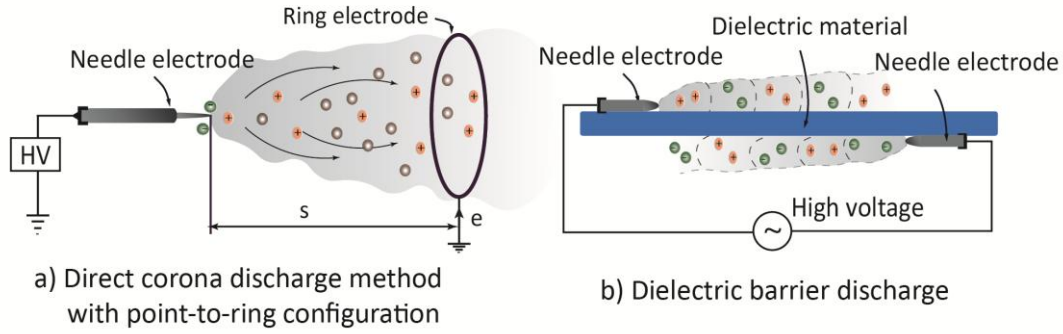 Ring electrode
Needle electrode
HV
+
s
e
a) Direct corona discharge method
with point-to-ring configuration
Dielectric material
Needle electrode
Needle electrode
High voltage
~
b) Dielectric barrier discharge